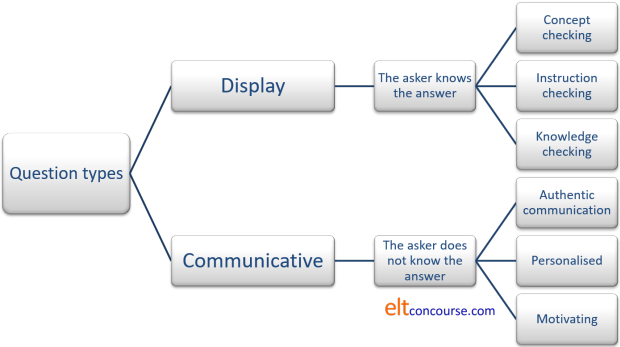 Question types
Display
The asker knows
the answer
Concept
checking
Instruction
checking
Knowledge
checking
Communicative
The asker does
not know the
answer
Authentic
communication
Personalised
Motivating
eltconcourse.com